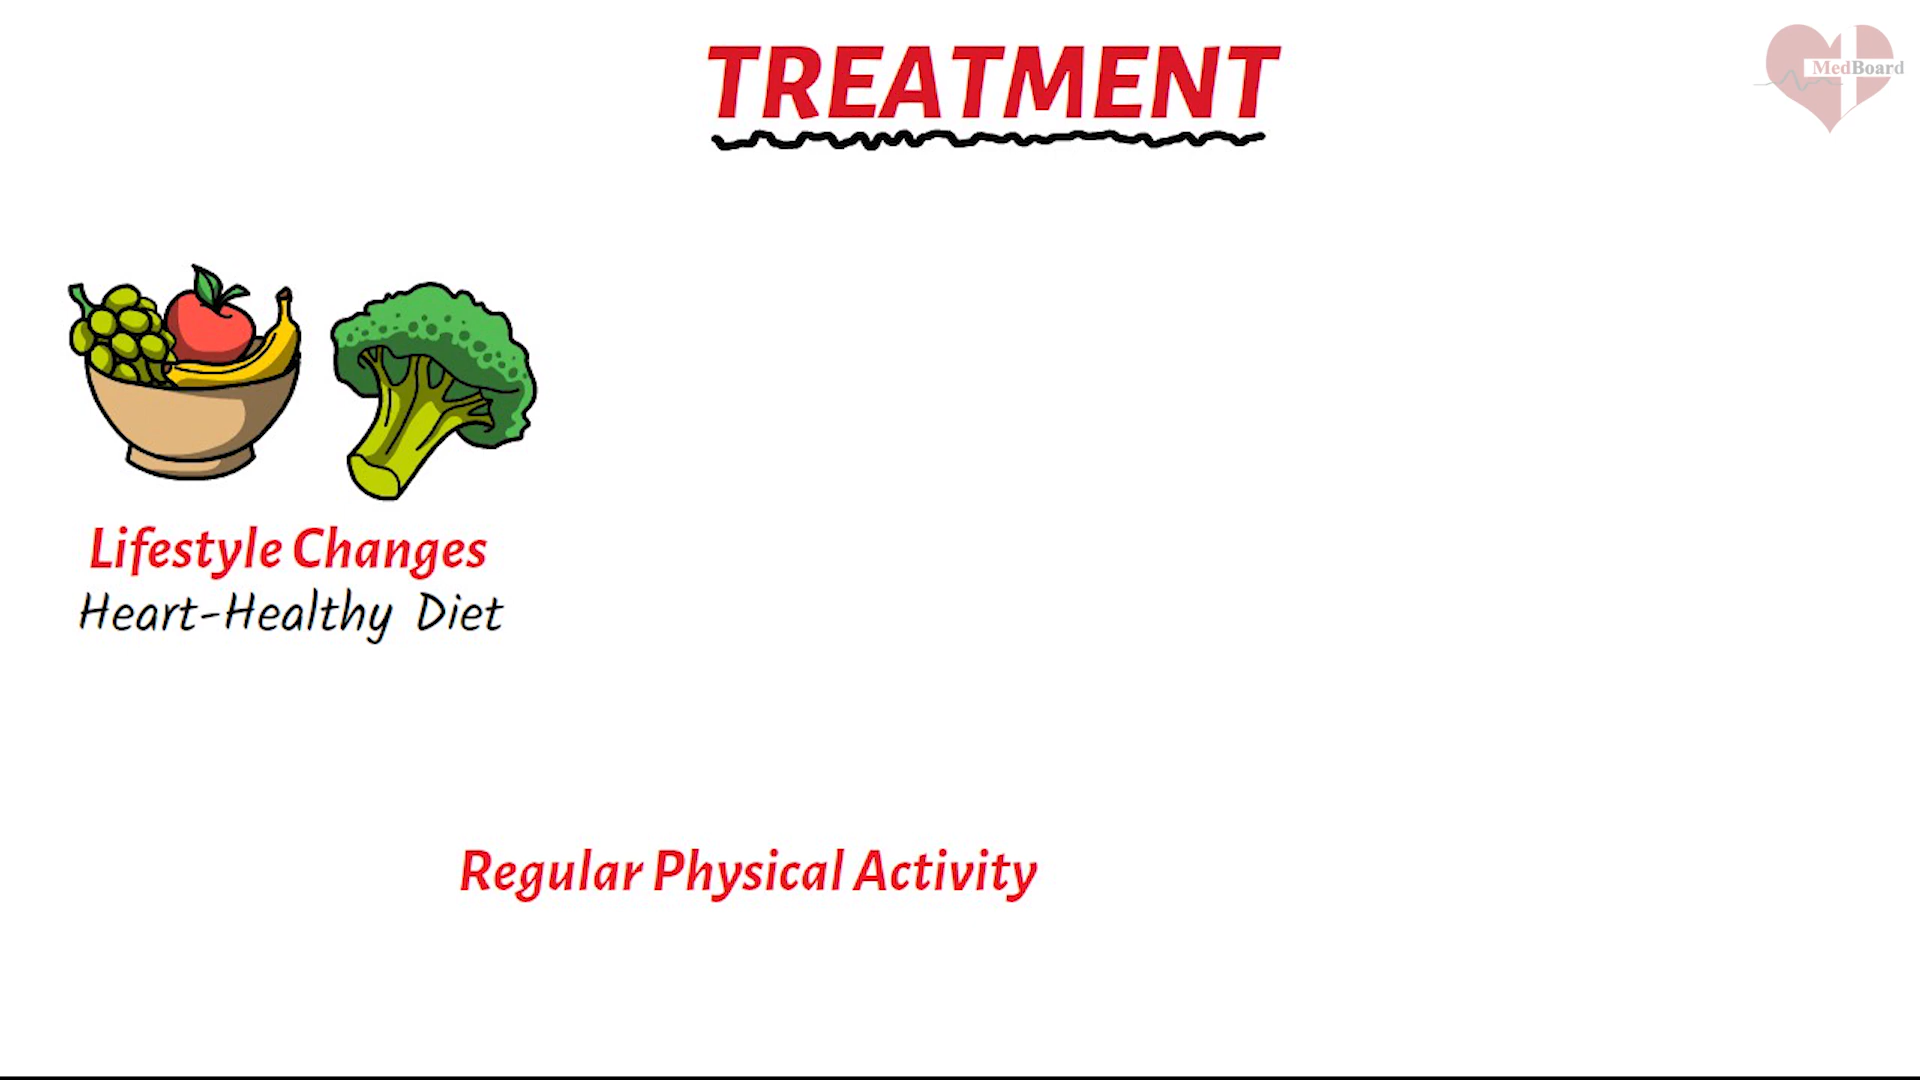 TREATMENT
MedBoard
Lifestyle Changes
Heart-Healthy Diet
Regular Physical Activity